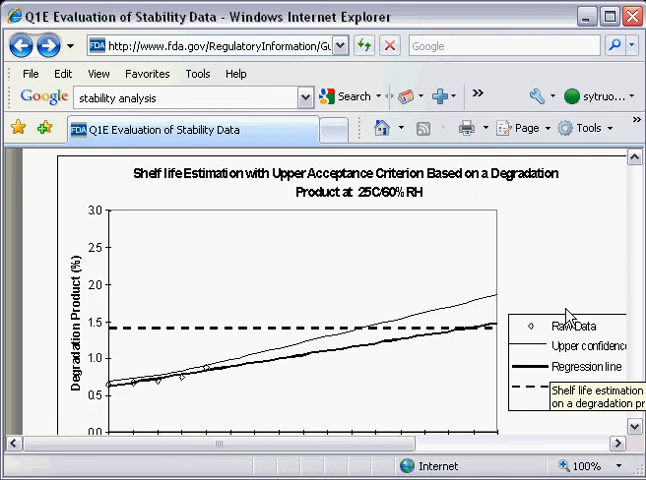 Q1E Evaluation of Stability Data - Windows Internet Explorer
FDA http://www.fda.gov/RegulatoryInformation/Gu
Google
File Edit View Favorites Tools Help
Google stability analysis Search sytruo...
FDA Q1E Evaluation of Stability Data
Page Tools
Shelf life Estimation with Upper Acceptance Criterion Based on a Degradation
Product at 25C/60%RH
Degradation Product (%)
3.0
2.5
2.0
1.5
1.0
0.5
0.0
Raw Data
Upper confidenc
Regression line
Shelf life estimation
on a degradation pr
Internet 100%